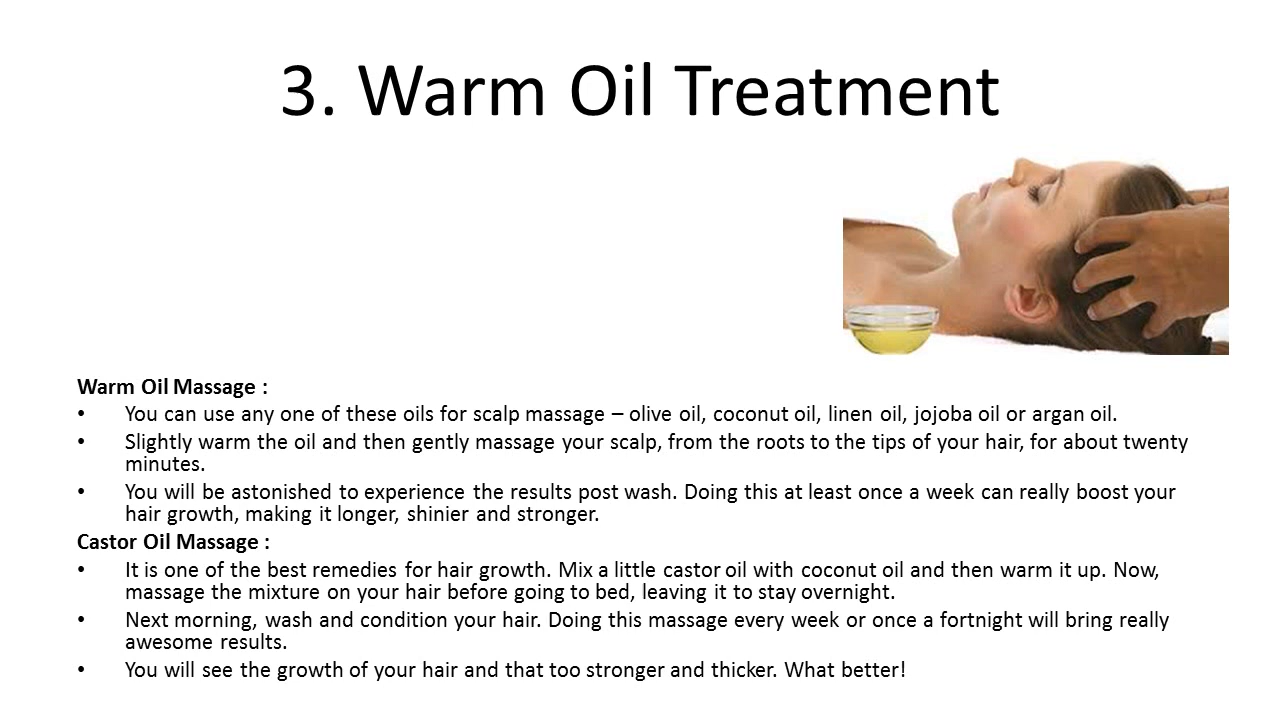 3. Warm Oil Treatment
Warm Oil Massage :
• You can use any one of these oils for scalp massage – olive oil, coconut oil, linen oil, jojoba oil or argan oil.
• Slightly warm the oil and then gently massage your scalp, from the roots to the tips of your hair, for about twenty
minutes.
• You will be astonished to experience the results post wash. Doing this at least once a week can really boost your
hair growth, making it longer, shinier and stronger.
Castor Oil Massage :
• It is one of the best remedies for hair growth. Mix a little castor oil with coconut oil and then warm it up. Now,
massage the mixture on your hair before going to bed, leaving it to stay overnight.
• Next morning, wash and condition your hair. Doing this massage every week or once a fortnight will bring really
awesome results.
• You will see the growth of your hair and that too stronger and thicker. What better!